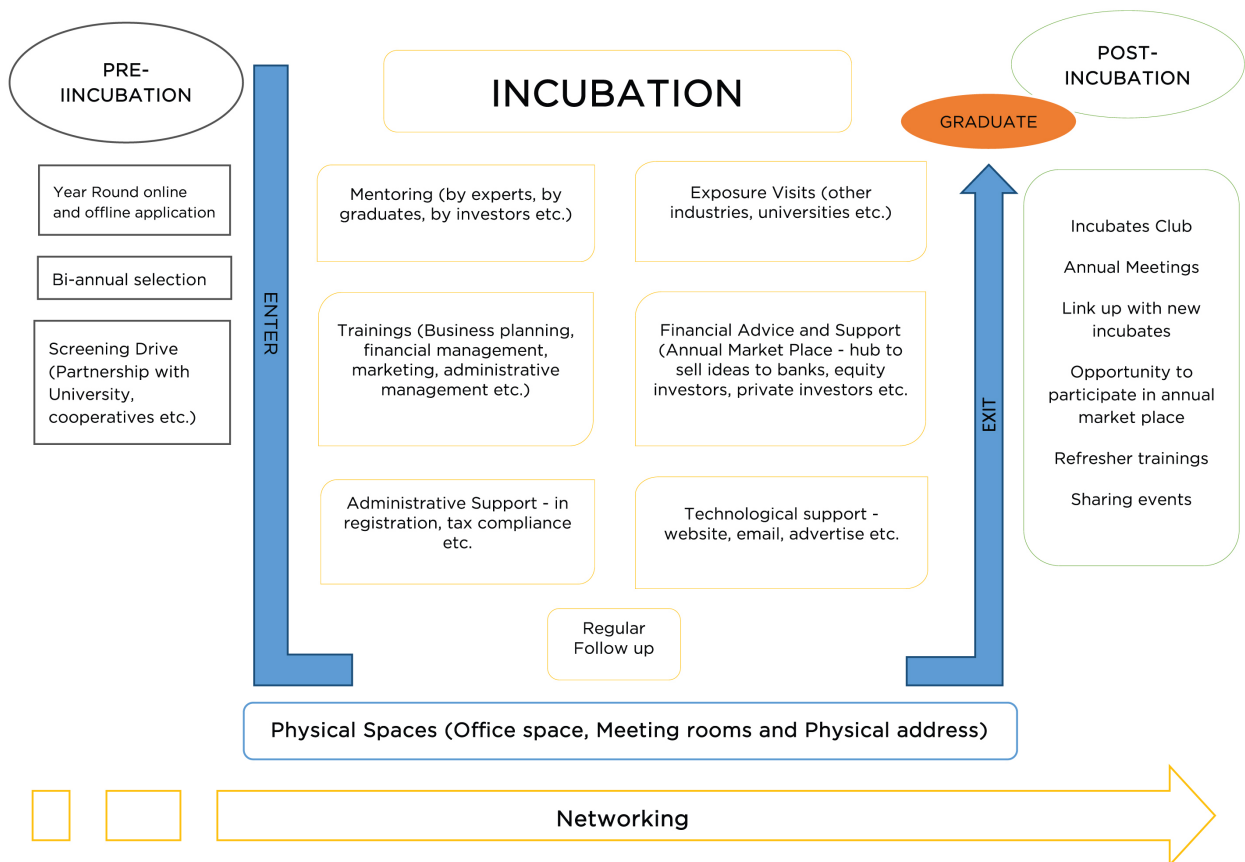 PRE-
IINCUBATION
Year Round online
and offline application
Bi-annual selection
Screening Drive
(Partnership with
University,
cooperatives etc.)
ENTER
INCUBATION
Mentoring (by experts, by
graduates, by investors etc.)
Exposure Visits (other
industries, universities etc.)
Trainings (Business planning,
financial management,
marketing, administrative
management etc.)
Financial Advice and Support
(Annual Market Place - hub to
sell ideas to banks, equity
investors, private investors etc.
Administrative Support - in
registration, tax compliance
etc.
Technological support -
website, email, advertise etc.
Regular
Follow up
EXIT
GRADUATE
POST-
INCUBATION
Incubates Club
Annual Meetings
Link up with new
incubates
Opportunity to
participate in annual
market place
Refresher trainings
Sharing events
Physical Spaces (Office space, Meeting rooms and Physical address)
Networking